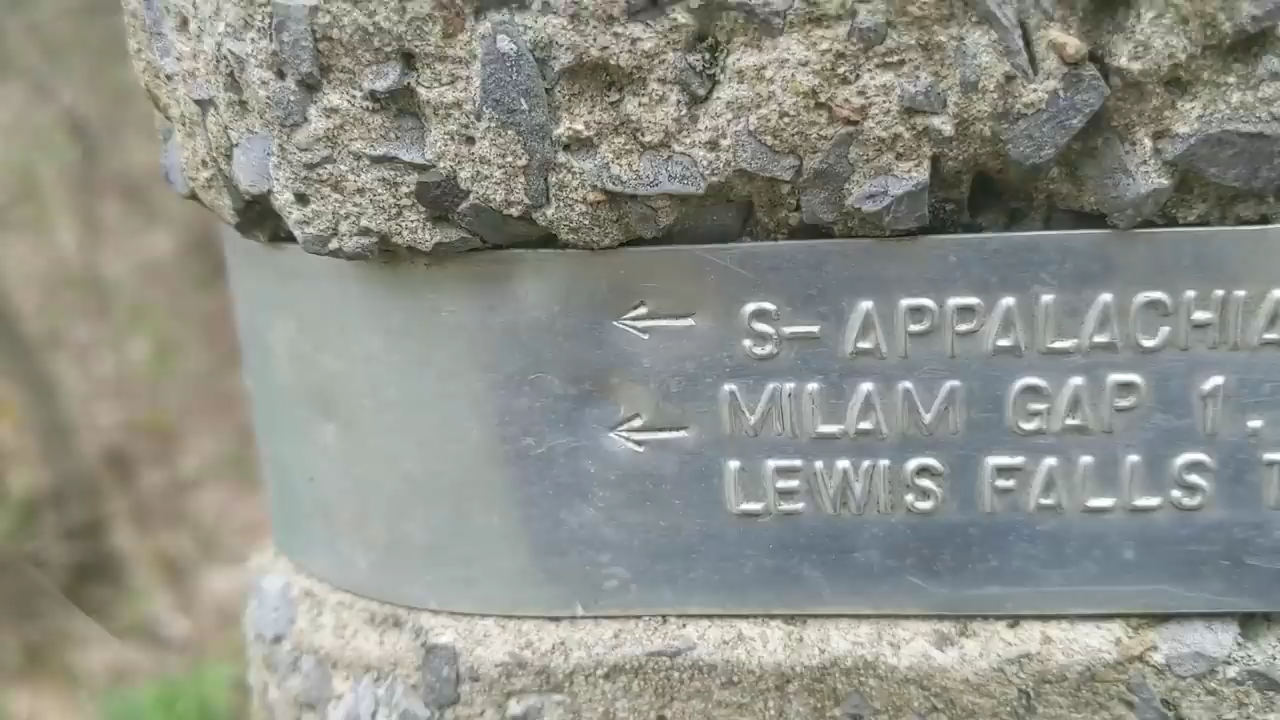 ← S- APPALACHIA
MILAM GAP 1.
← LEWIS FALLS T